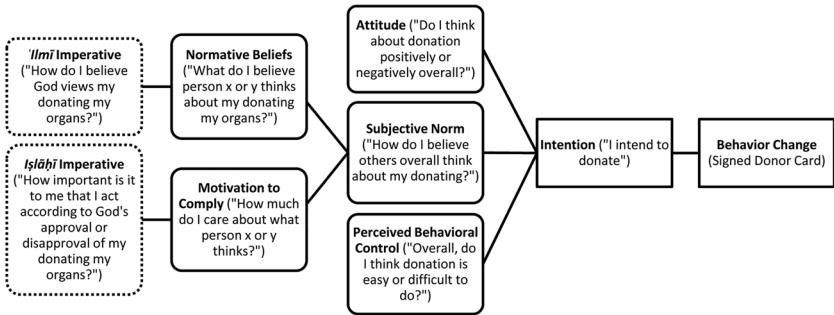 ʿIlmī Imperative
("How do I believe
God views my
donating my
organs?")
Iṣlāḥī Imperative
("How important is it
to me that I act
according to God's
approval or
disapproval of my
donating my
organs?")
Normative Beliefs
("What do I believe
person x or y thinks
about my donating
my organs?")
Motivation to
Comply ("How much
do I care about what
person x or y
thinks?")
Attitude ("Do I think
about donation
positively or
negatively overall?")
Subjective Norm
("How do I believe
others overall think
about my donating?")
Perceived Behavioral
Control ("Overall, do
I think donation is
easy or difficult to
do?")
Intention ("I intend to
donate")
Behavior Change
(Signed Donor Card)